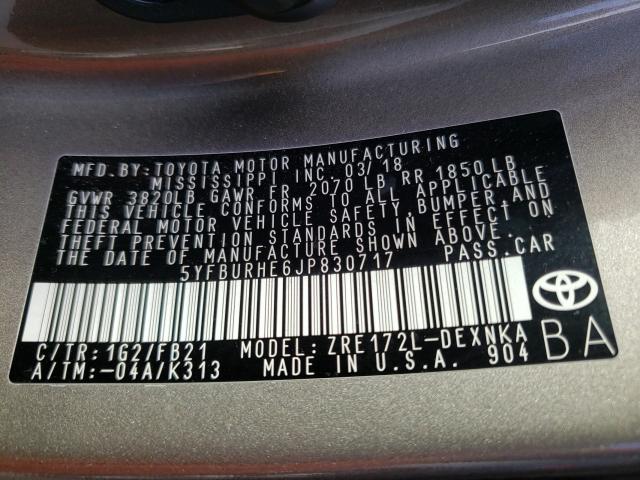 MFD.BY:TOYOTA MOTOR MANUFACTURING
MISSISSIPPI INC.03/18
GVWR 3820LB GAWR FR 2070 LB RR 1850LB
THIS VEHICLE CONFORMS TO ALL APPLICABLE
FEDERAL MOTOR VEHICLE SAFETY,BUMPER,AND
THEFT PREVENTION STANDARDS IN EFFECT ON
THE DATE OF MANUFACTURE SHOWN ABOVE.
5YFBURHE6JP830717 PASS.CAR
C/TR:1G2/FB21 MODEL:ZRE172L-DEXNKA
A/TM:-04A/K313 MADE IN U.S.A. 904
BA